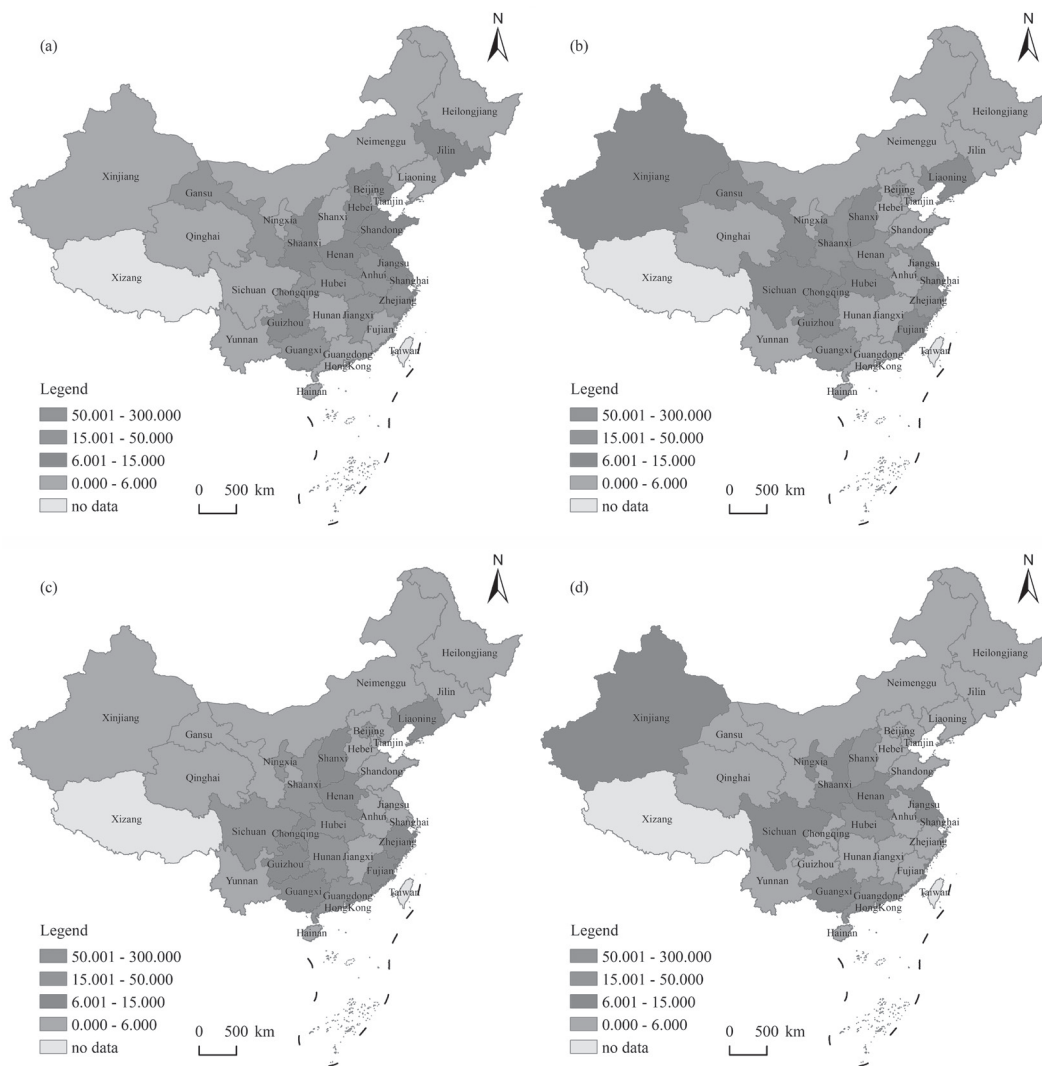 (a)
N
Heilongjiang
Neimenggu
Jilin
Xinjiang
Liaoning
Gansu
Beijing
Tianjin
Hebei
Ningxia
Shanxi
Shandong
Qinghai
Shaanxi
Henan
Jiangsu
Xizang
Anhui
Shanghai
Sichuan
Chongqing
Hubei
Zhejiang
Hunan
Jiangxi
Guizhou
Fujian
Yunnan
Guangxi
Guangdong
Taiwan
HongKong
Hainan
Legend
50.001 - 300.000
15.001 - 50.000
6.001 - 15.000
0.000 - 6.000
no data
0 500 km
(b)
N
Heilongjiang
Neimenggu
Jilin
Xinjiang
Liaoning
Gansu
Beijing
Tianjin
Hebei
Ningxia
Shanxi
Shandong
Qinghai
Shaanxi
Henan
Jiangsu
Xizang
Anhui
Shanghai
Sichuan
Chongqing
Hubei
Zhejiang
Hunan
Jiangxi
Guizhou
Fujian
Yunnan
Guangxi
Guangdong
Taiwan
HongKong
Hainan
Legend
50.001 - 300.000
15.001 - 50.000
6.001 - 15.000
0.000 - 6.000
no data
0 500 km
(c)
N
Heilongjiang
Neimenggu
Jilin
Xinjiang
Liaoning
Gansu
Beijing
Tianjin
Hebei
Ningxia
Shanxi
Shandong
Qinghai
Shaanxi
Henan
Jiangsu
Xizang
Anhui
Shanghai
Sichuan
Chongqing
Hubei
Zhejiang
Hunan
Jiangxi
Guizhou
Fujian
Yunnan
Guangxi
Guangdong
Taiwan
HongKong
Hainan
Legend
50.001 - 300.000
15.001 - 50.000
6.001 - 15.000
0.000 - 6.000
no data
0 500 km
(d)
N
Heilongjiang
Neimenggu
Jilin
Xinjiang
Liaoning
Gansu
Beijing
Tianjin
Hebei
Ningxia
Shanxi
Shandong
Qinghai
Shaanxi
Henan
Jiangsu
Xizang
Anhui
Shanghai
Sichuan
Chongqing
Hubei
Zhejiang
Hunan
Jiangxi
Guizhou
Fujian
Yunnan
Guangxi
Guangdong
Taiwan
HongKong
Hainan
Legend
50.001 - 300.000
15.001 - 50.000
6.001 - 15.000
0.000 - 6.000
no data
0 500 km